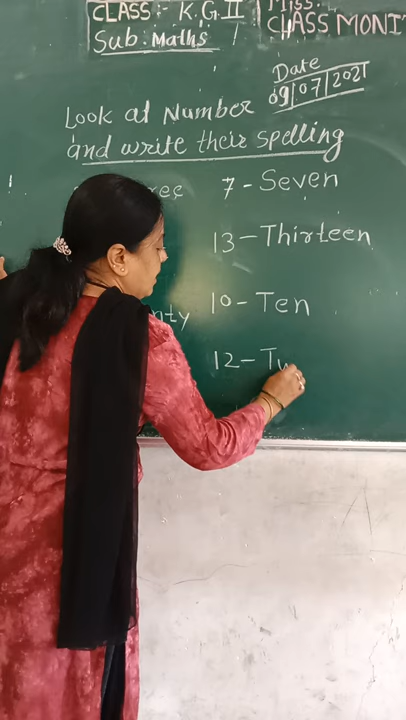 CLASS:- K.G.II
Miss.
Sub. Maths
CLASS MONIT
Date
09/07/2021
Look at Number
and write their spelling
ree
7 - Seven
13 - Thirteen
nty
10 - Ten
12 - Tw